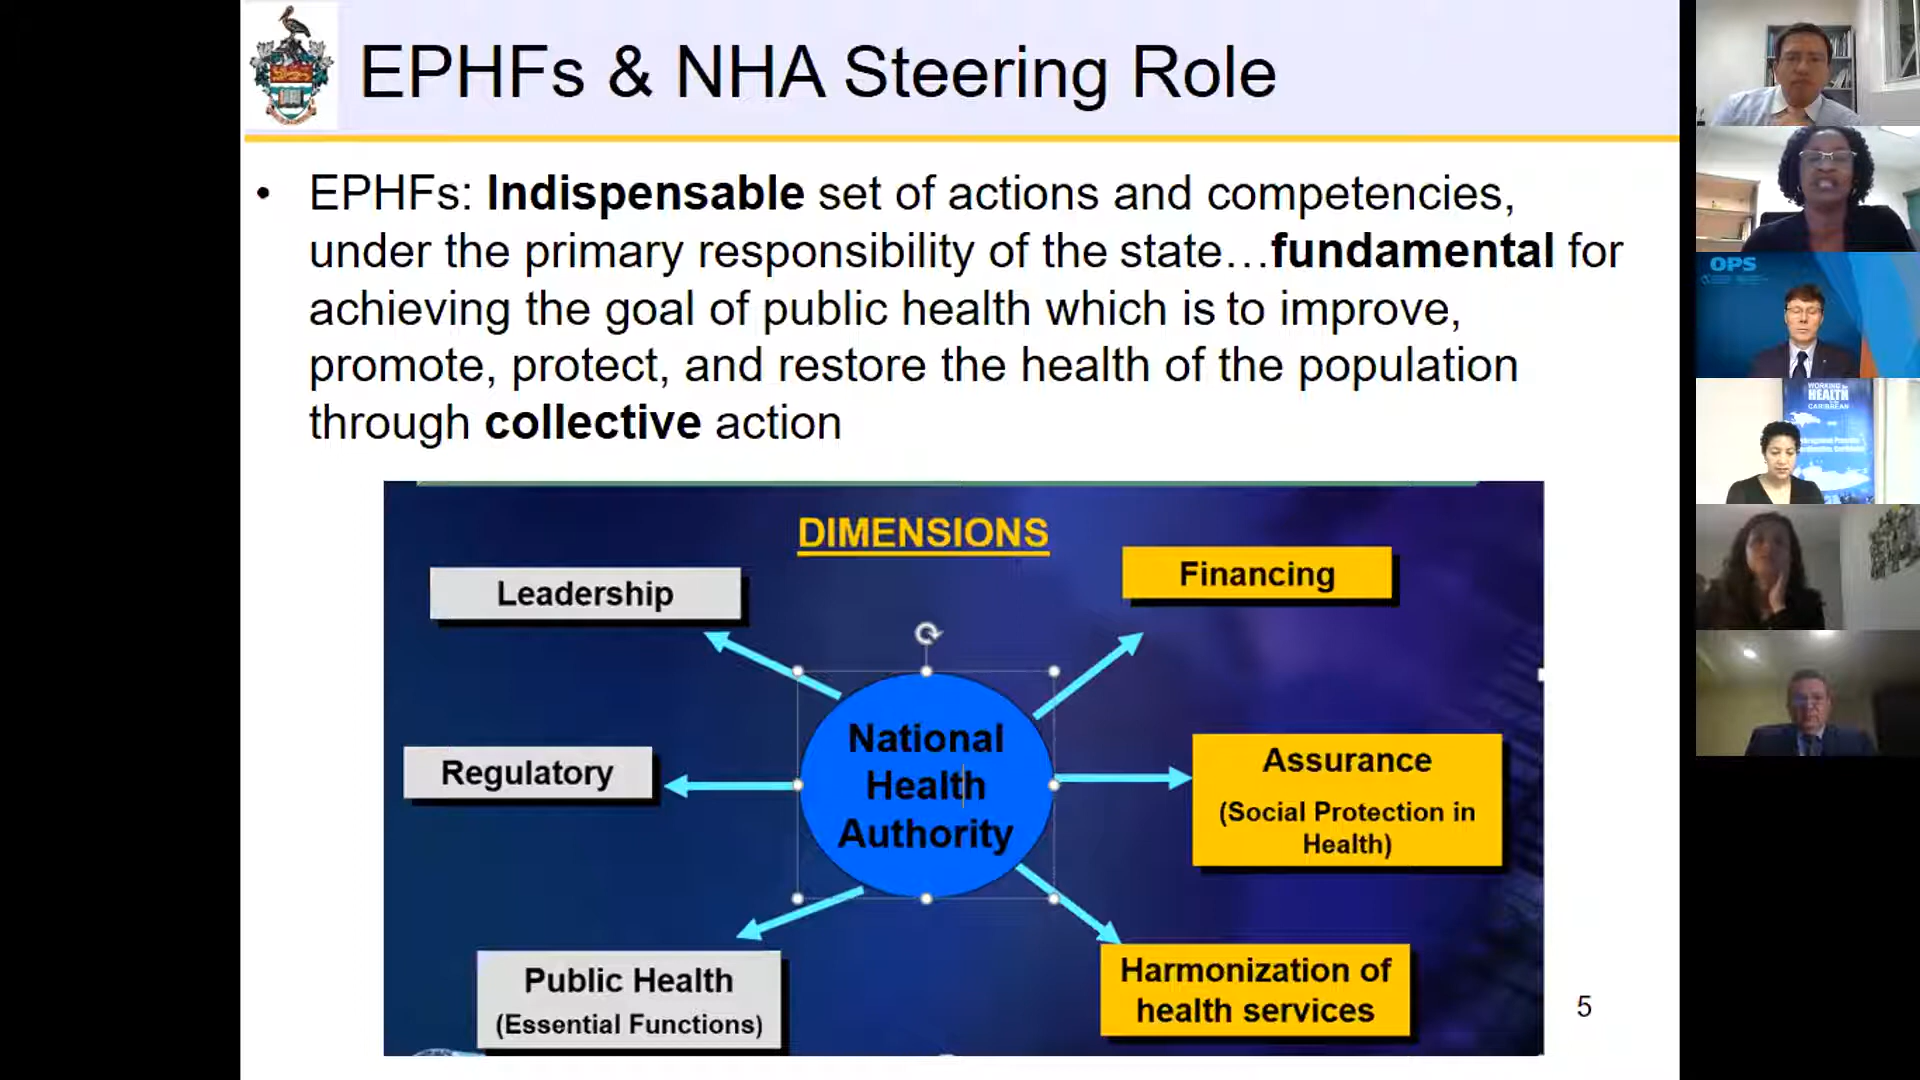 EPHFs & NHA Steering Role
• EPHFs: Indispensable set of actions and competencies,
under the primary responsibility of the state…fundamental for
achieving the goal of public health which is to improve,
promote, protect, and restore the health of the population
through collective action
DIMENSIONS
Leadership
Financing
National
Health
Authority
Regulatory
Assurance
(Social Protection in
Health)
Public Health
(Essential Functions)
Harmonization of
health services
5
OPS
WORKING
HEALTH
CARIBBEAN